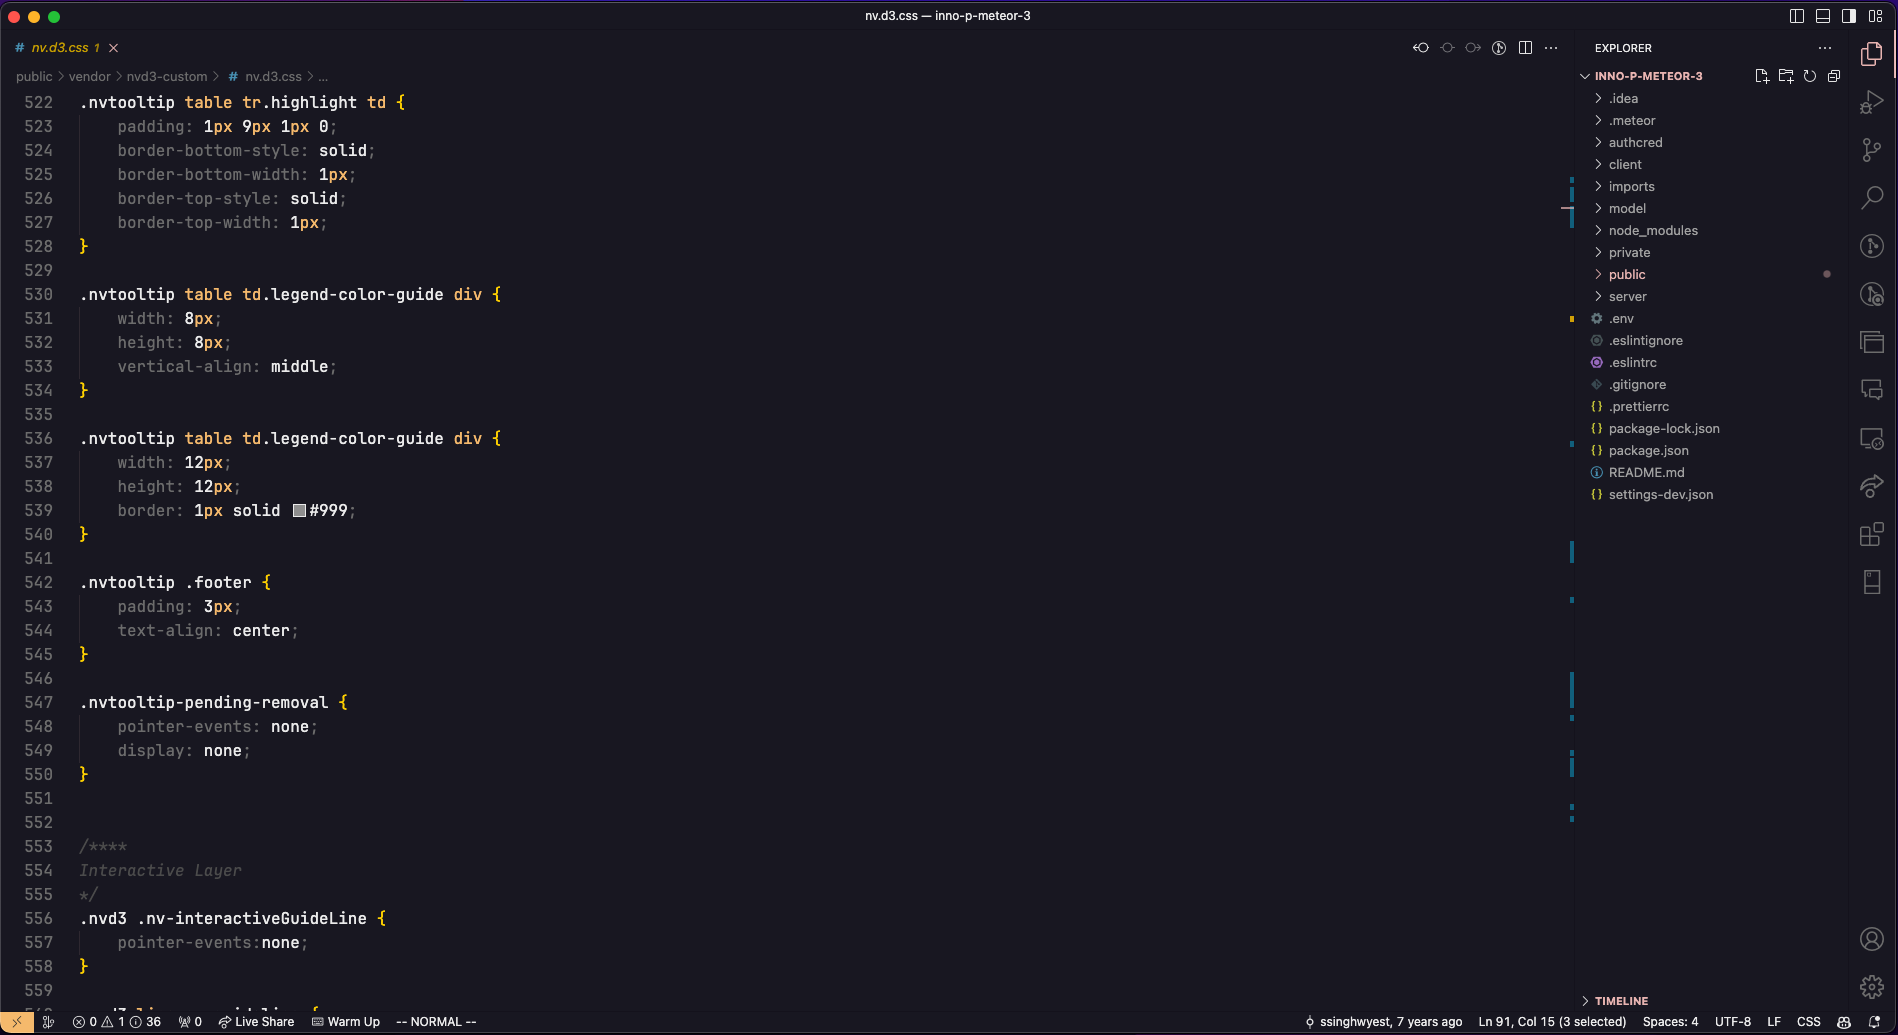 nv.d3.css — inno-p-meteor-3
# nv.d3.css 1
public > vendor > nvd3-custom > # nv.d3.css > ...
522 .nvtooltip table tr.highlight td {
523 padding: 1px 9px 1px 0;
524 border-bottom-style: solid;
525 border-bottom-width: 1px;
526 border-top-style: solid;
527 border-top-width: 1px;
528 }
529
530 .nvtooltip table td.legend-color-guide div {
531 width: 8px;
532 height: 8px;
533 vertical-align: middle;
534 }
535
536 .nvtooltip table td.legend-color-guide div {
537 width: 12px;
538 height: 12px;
539 border: 1px solid #999;
540 }
541
542 .nvtooltip .footer {
543 padding: 3px;
544 text-align: center;
545 }
546
547 .nvtooltip-pending-removal {
548 pointer-events: none;
549 display: none;
550 }
551
552
553 /****
554 Interactive Layer
555 */
556 .nvd3 .nv-interactiveGuideLine {
557 pointer-events:none;
558 }
559
EXPLORER
INNO-P-METEOR-3
.idea
.meteor
authcred
client
imports
model
node_modules
private
public
server
.env
.eslintignore
.eslintrc
.gitignore
{} .prettierrc
{} package-lock.json
{} package.json
README.md
{} settings-dev.json
TIMELINE
0 1 36 0 Live Share Warm Up -- NORMAL --
ssinghwyest, 7 years ago Ln 91, Col 15 (3 selected) Spaces: 4 UTF-8 LF CSS